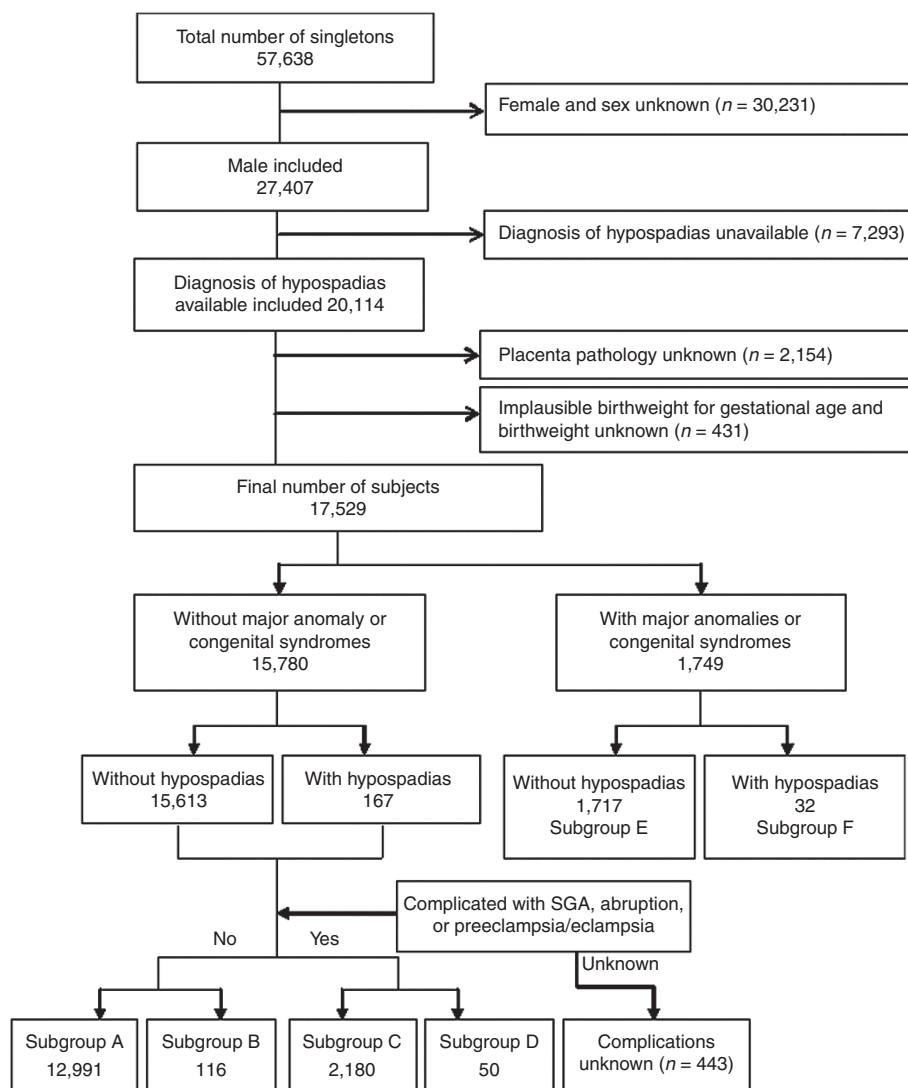 Total number of singletons
57,638
Female and sex unknown (n = 30,231)
Male included
27,407
Diagnosis of hypospadias unavailable (n = 7,293)
Diagnosis of hypospadias
available included 20,114
Placenta pathology unknown (n = 2,154)
Implausible birthweight for gestational age and
birthweight unknown (n = 431)
Final number of subjects
17,529
Without major anomaly or
congenital syndromes
15,780
With major anomalies or
congenital syndromes
1,749
Without hypospadias
15,613
With hypospadias
167
Without hypospadias
1,717
Subgroup E
With hypospadias
32
Subgroup F
Complicated with SGA, abruption,
or preeclampsia/eclampsia
No
Yes
Unknown
Subgroup A
12,991
Subgroup B
116
Subgroup C
2,180
Subgroup D
50
Complications
unknown (n = 443)